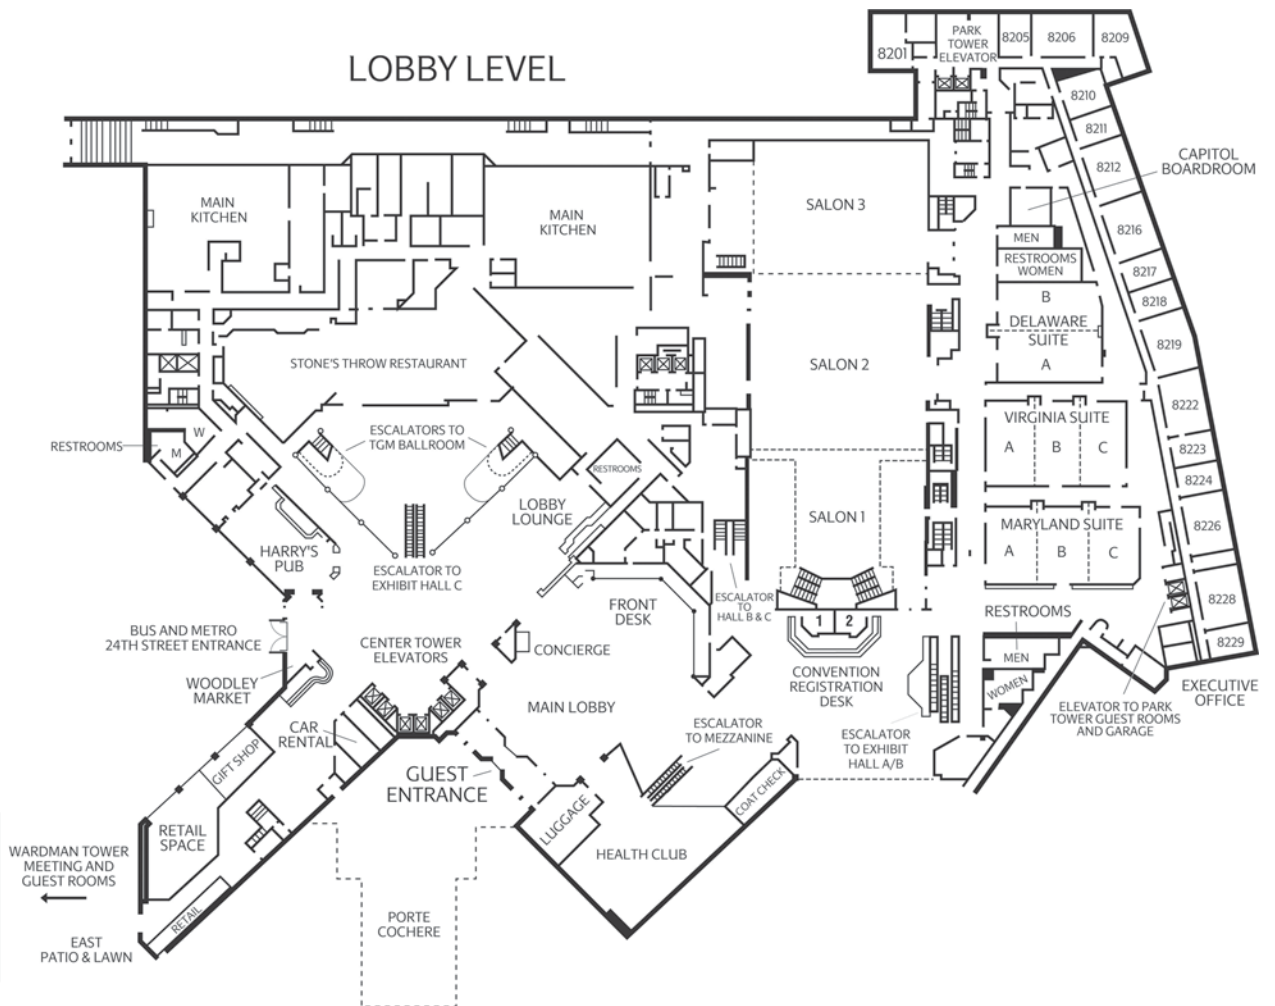 LOBBY LEVEL
8201
PARK
TOWER
ELEVATOR
8205
8206
8209
8210
8211
8212
CAPITOL
BOARDROOM
MAIN
KITCHEN
MAIN
KITCHEN
SALON 3
8216
MEN
RESTROOMS
WOMEN
8217
8218
B
DELAWARE
SUITE
A
8219
STONE'S THROW RESTAURANT
SALON 2
8222
VIRGINIA SUITE
A
B
C
8223
8224
RESTROOMS
W
M
ESCALATORS TO
TGM BALLROOM
RESTROOMS
LOBBY
LOUNGE
SALON 1
8226
MARYLAND SUITE
A
B
C
HARRY'S
PUB
ESCALATOR TO
EXHIBIT HALL C
FRONT
DESK
ESCALATOR
TO
HALL B & C
1
2
8228
8229
RESTROOMS
MEN
WOMEN
BUS AND METRO
24TH STREET ENTRANCE
CENTER TOWER
ELEVATORS
CONCIERGE
CONVENTION
REGISTRATION
DESK
WOODLEY
MARKET
EXECUTIVE
OFFICE
ELEVATOR TO PARK
TOWER GUEST ROOMS
AND GARAGE
MAIN LOBBY
CAR
RENTAL
ESCALATOR
TO MEZZANINE
ESCALATOR
TO EXHIBIT
HALL A/B
GIFT SHOP
GUEST
ENTRANCE
COAT CHECK
LUGGAGE
RETAIL
SPACE
HEALTH CLUB
WARDMAN TOWER
MEETING AND
GUEST ROOMS
RETAIL
PORTE
COCHERE
EAST
PATIO & LAWN